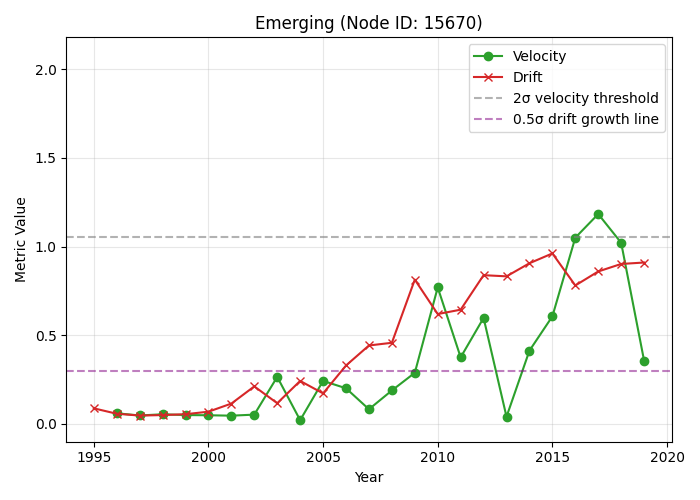 Emerging (Node ID: 15670)
Velocity
Drift
2σ velocity threshold
0.5σ drift growth line
Metric Value
2.0
1.5
1.0
0.5
0.0
1995
2000
2005
2010
2015
2020
Year